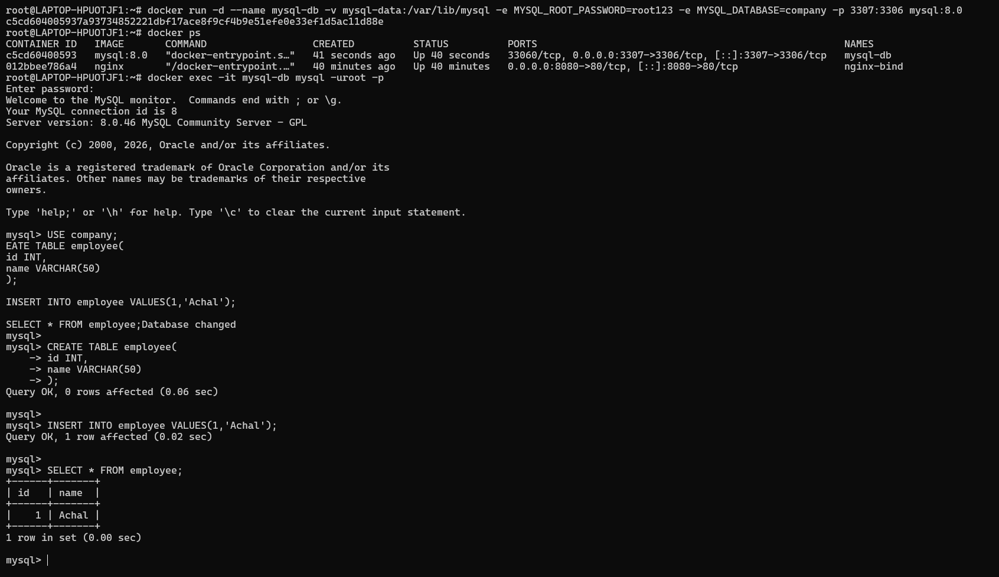 root@LAPTOP-HPUOTJF1:~# docker run -d --name mysql-db -v mysql-data:/var/lib/mysql -e MYSQL_ROOT_PASSWORD=root123 -e MYSQL_DATABASE=company -p 3307:3306 mysql:8.0
c5cd604005937a93734852221dbf17ace8f9cf4b9e51efe0e33ef1d5ac11d88e
root@LAPTOP-HPUOTJF1:~# docker ps
CONTAINER ID   IMAGE       COMMAND                  CREATED          STATUS          PORTS                                                    NAMES
c5cd60400593   mysql:8.0   "docker-entrypoint.s…"   41 seconds ago   Up 40 seconds   33060/tcp, 0.0.0.0:3307->3306/tcp, [::]:3307->3306/tcp   mysql-db
012bbee786a4   nginx       "/docker-entrypoint.…"   40 minutes ago   Up 40 minutes   0.0.0.0:8080->80/tcp, [::]:8080->80/tcp                  nginx-bind
root@LAPTOP-HPUOTJF1:~# docker exec -it mysql-db mysql -uroot -p
Enter password:
Welcome to the MySQL monitor.  Commands end with ; or \g.
Your MySQL connection id is 8
Server version: 8.0.46 MySQL Community Server - GPL

Copyright (c) 2000, 2026, Oracle and/or its affiliates.

Oracle is a registered trademark of Oracle Corporation and/or its
affiliates. Other names may be trademarks of their respective
owners.

Type 'help;' or '\h' for help. Type '\c' to clear the current input statement.

mysql> USE company;
EATE TABLE employee(
id INT,
name VARCHAR(50)
);

INSERT INTO employee VALUES(1,'Achal');

SELECT * FROM employee;Database changed
mysql>
mysql> CREATE TABLE employee(
    -> id INT,
    -> name VARCHAR(50)
    -> );
Query OK, 0 rows affected (0.06 sec)

mysql>
mysql> INSERT INTO employee VALUES(1,'Achal');
Query OK, 1 row affected (0.02 sec)

mysql>
mysql> SELECT * FROM employee;
+------+-------+
| id   | name  |
+------+-------+
|    1 | Achal |
+------+-------+
1 row in set (0.00 sec)

mysql>